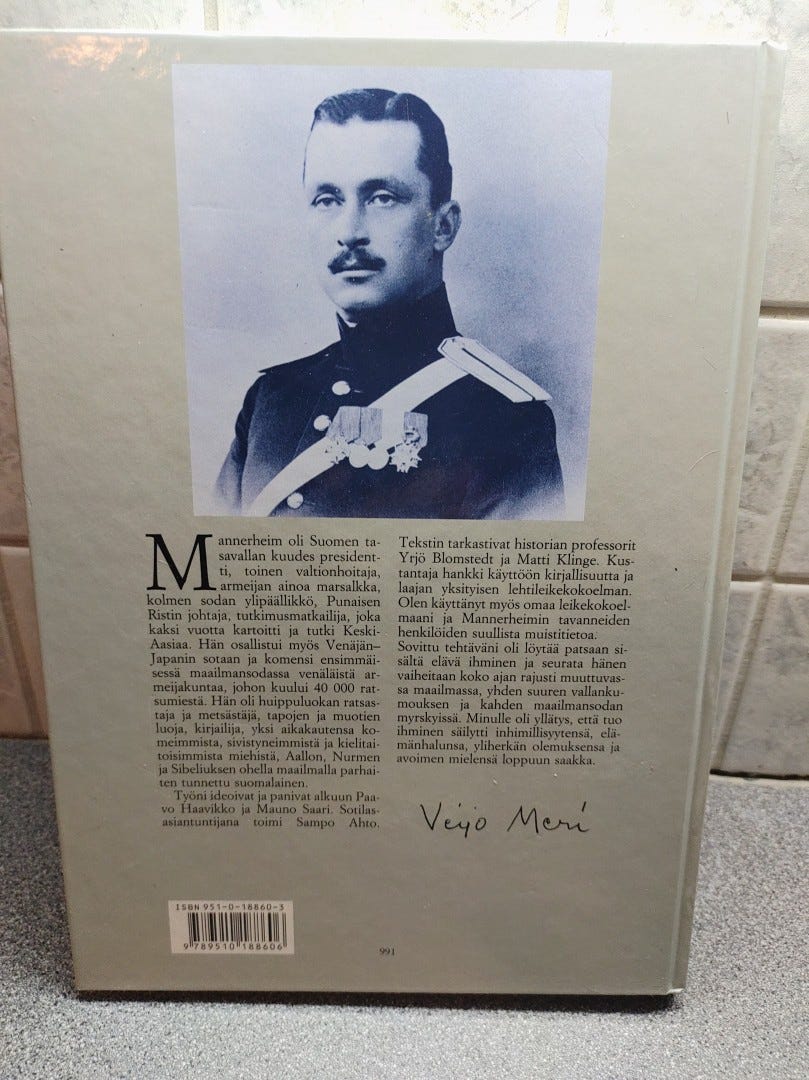 Mannerheim oli Suomen ta-
savallan kuudes president-
ti, toinen valtionhoitaja,
armeijan ainoa marsalkka,
kolmen sodan ylipäällikkö, Punaisen
Ristin johtaja, tutkimusmatkailija, joka
kaksi vuotta kartoitti ja tutki Keski-
Aasiaa. Hän osallistui myös Venäjän–
Japanin sotaan ja komensi ensimmäi-
sessä maailmansodassa venäläistä ar-
meijakuntaa, johon kuului 40 000 rat-
sumiestä. Hän oli huippuluokan ratsas-
taja ja metsästäjä, tapojen ja muotien
luoja, kirjailija, yksi aikakautensa ko-
meimmista, sivistyneimmistä ja kielitai-
toisimmista miehistä, Aallon, Nurmen
ja Sibeliuksen ohella maailmalla parhai-
ten tunnettu suomalainen.
Työni ideoivat ja panivat alkuun Paa-
vo Haavikko ja Mauno Saari. Sotilas-
asiantuntijana toimi Sampo Ahto.
Tekstin tarkastivat historian professorit
Yrjö Blomstedt ja Matti Klinge. Kus-
tantaja hankki käyttöön kirjallisuutta ja
laajan yksityisen lehtileikekokoelman.
Olen käyttänyt myös omaa leikekokoel-
maani ja Mannerheimin tavanneiden
henkilöiden suullista muistitietoa.
Sovittu tehtäväni oli löytää patsaan si-
sältä elävä ihminen ja seurata hänen
vaiheitaan koko ajan rajusti muuttuvas-
sa maailmassa, yhden suuren vallanku-
mouksen ja kahden maailmansodan
myrskyissä. Minulle oli yllätys, että tuo
ihminen säilytti inhimillisyytensä, elä-
mänhalunsa, yliherkän olemuksensa ja
avoimen mielensä loppuun saakka.
Veijo Meri
ISBN 951-0-18860-3
9 789510 188606
991